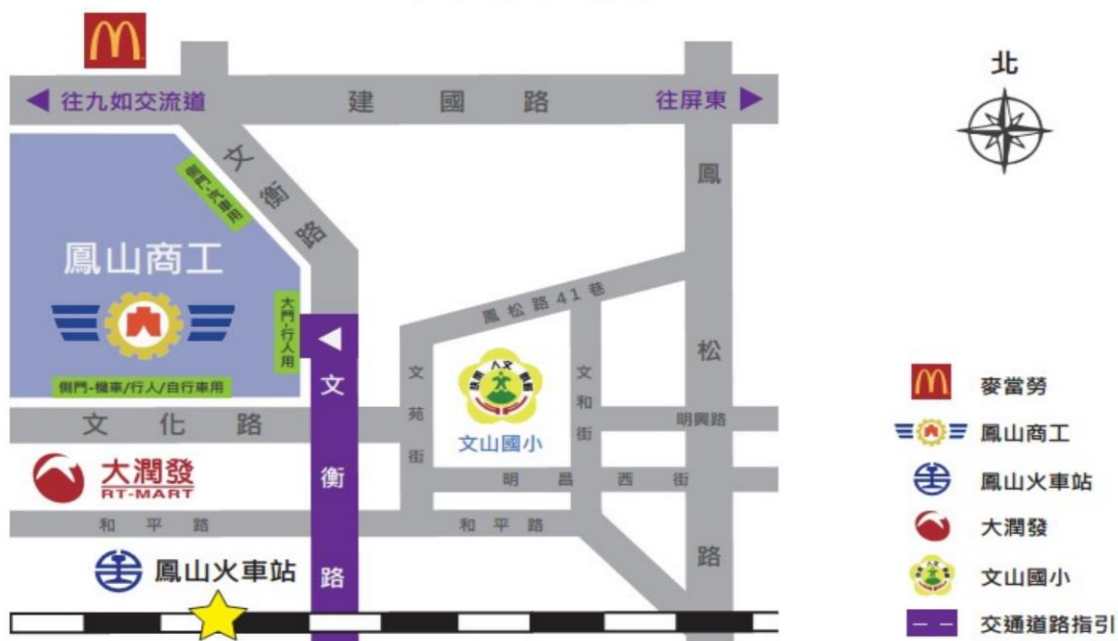 北
往九如交流道
建國路
往屏東
文衡路
側門-汽車用
鳳山商工
大門-行人用
側門-機車/行人/自行車用
鳳松路
鳳松路41巷
文苑街
文和街
文山國小
明興路
文化路
文衡路
大潤發
RT-MART
明昌西街
和平路
和平路
鳳山火車站
麥當勞
鳳山商工
鳳山火車站
大潤發
文山國小
交通道路指引